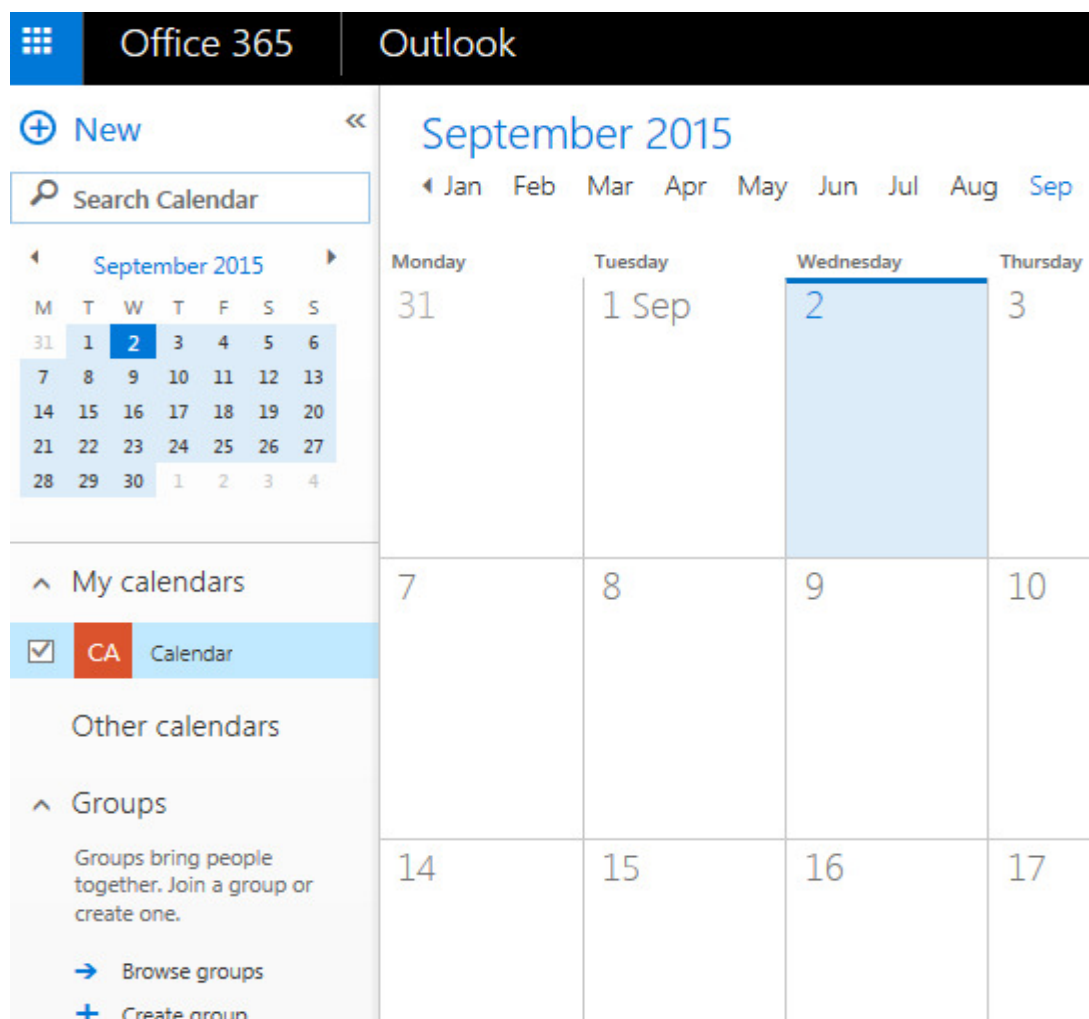 Office 365 Outlook
New
Search Calendar
September 2015
M T W T F S S
31 1 2 3 4 5 6
7 8 9 10 11 12 13
14 15 16 17 18 19 20
21 22 23 24 25 26 27
28 29 30 1 2 3 4
My calendars
CA Calendar
Other calendars
Groups
Groups bring people
together. Join a group or
create one.
Browse groups
Create group
September 2015
Jan Feb Mar Apr May Jun Jul Aug Sep
Monday Tuesday Wednesday Thursday
31 1 Sep 2 3
7 8 9 10
14 15 16 17